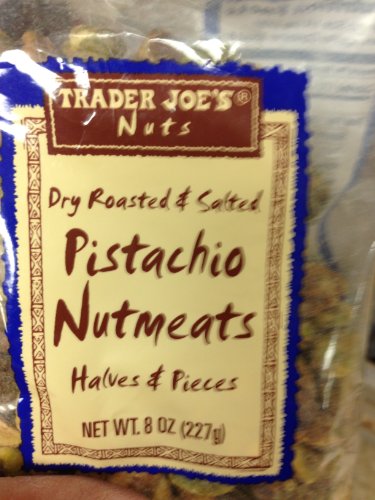 TRADER JOE'S®
Nuts
Dry Roasted & Salted
Pistachio
Nutmeats
Halves & Pieces
NET WT. 8 OZ (227g)